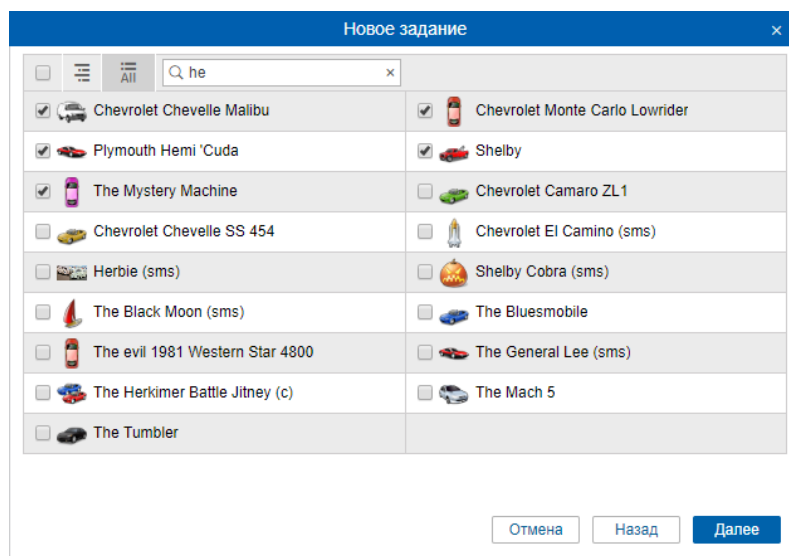 Новое задание ×
All he ×
Chevrolet Chevelle Malibu Chevrolet Monte Carlo Lowrider
Plymouth Hemi 'Cuda Shelby
The Mystery Machine Chevrolet Camaro ZL1
Chevrolet Chevelle SS 454 Chevrolet El Camino (sms)
Herbie (sms) Shelby Cobra (sms)
The Black Moon (sms) The Bluesmobile
The evil 1981 Western Star 4800 The General Lee (sms)
The Herkimer Battle Jitney (c) The Mach 5
The Tumbler
Отмена Назад Далее